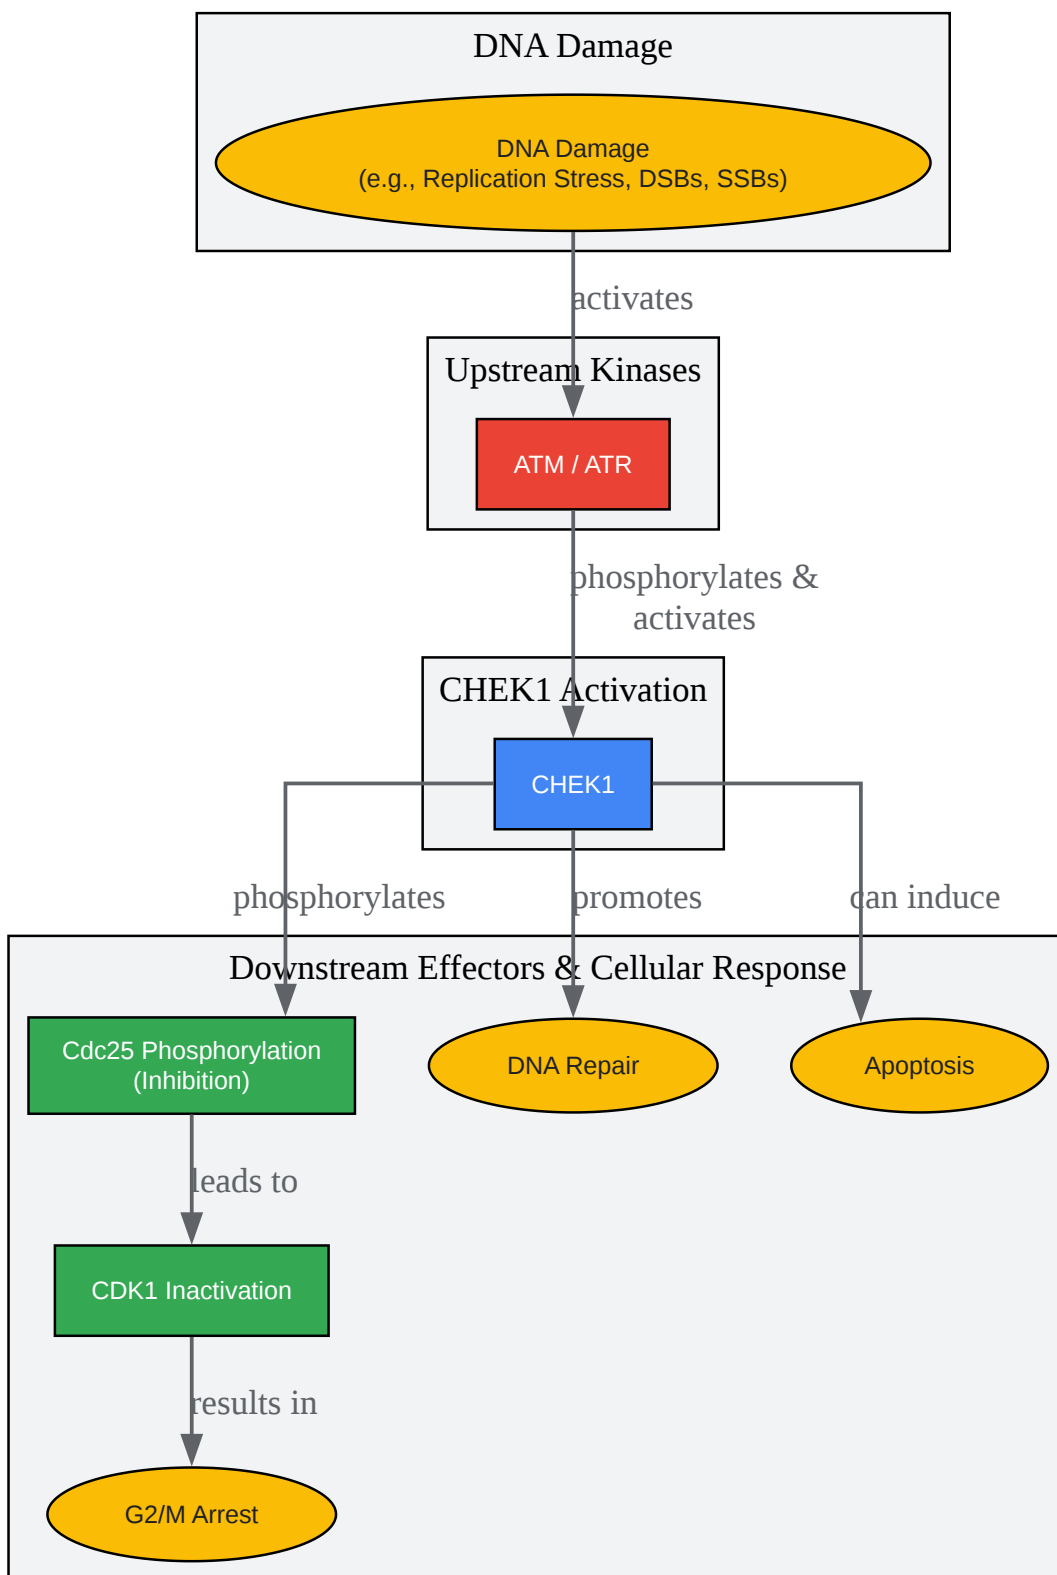 DNA Damage
DNA Damage
(e.g., Replication Stress, DSBs, SSBs)
activates
Upstream Kinases
ATM / ATR
phosphorylates &
activates
CHEK1 Activation
CHEK1
phosphorylates
promotes
can induce
Downstream Effectors & Cellular Response
Cdc25 Phosphorylation
(Inhibition)
DNA Repair
Apoptosis
leads to
CDK1 Inactivation
results in
G2/M Arrest